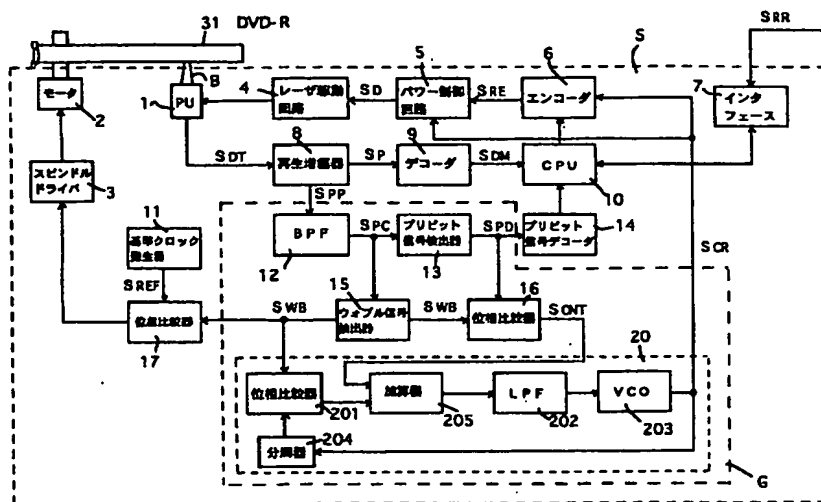 31 DVD-R
SRR
S
B
モータ
2
1
PU
4
レーザ駆動
回路
SD
5
パワー制御
回路
SRE
6
エンコーダ
7
インタ
フェース
スピンドル
ドライバ
3
SDT
8
再生増幅器
SP
9
デコーダ
SDM
CPU
10
SPP
11
基準クロック
発生器
BPF
12
SPC
プリピット
信号検出器
13
SPD
プリピット
信号デコーダ
14
SCR
SREF
15
ウォブル信号
検出器
SWB
SWB
16
位相比較器
SCNT
位相比較器
17
20
位相比較器
201
加算器
205
LPF
202
VCO
203
204
分周器
G